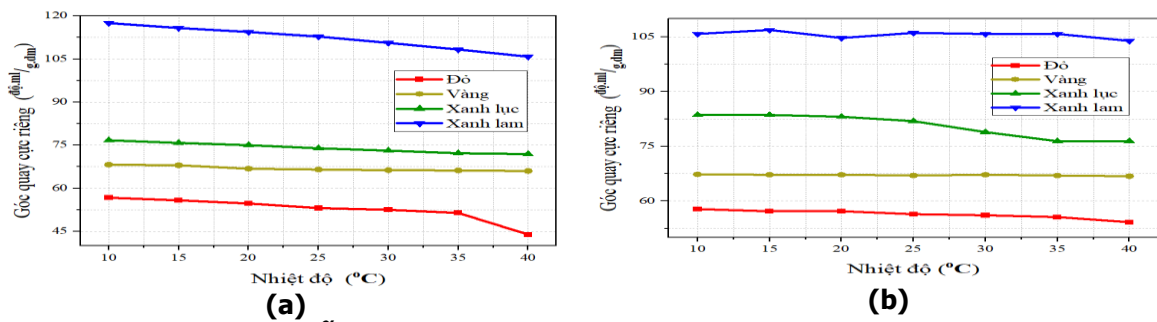 120
105
90
75
60
45
Góc quay cực riêng (độ.ml/g.dm)
Đỏ
Vàng
Xanh lục
Xanh lam
10 15 20 25 30 35 40
Nhiệt độ (⁰C)
(a)
105
90
75
60
Góc quay cực riêng (độ.ml/g.dm)
Đỏ
Vàng
Xanh lục
Xanh lam
10 15 20 25 30 35 40
Nhiệt độ (⁰C)
(b)